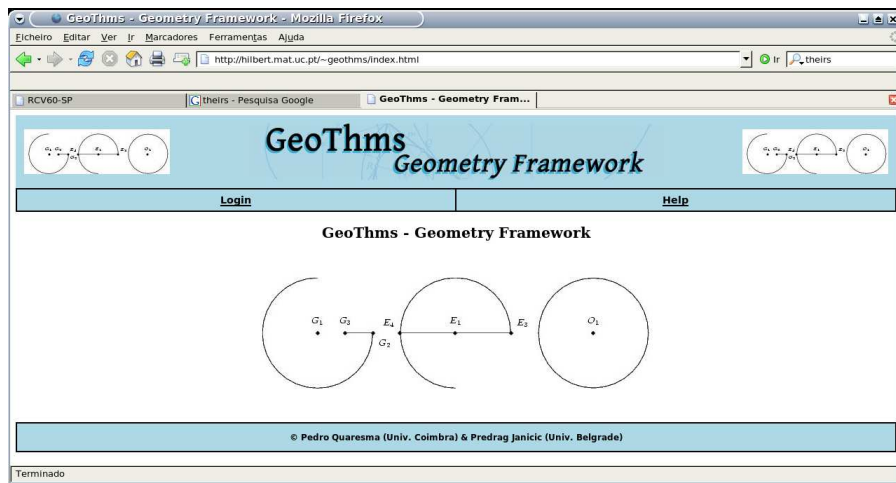 GeoThms - Geometry Framework - Mozilla Firefox
Ficheiro Editar Ver Ir Marcadores Ferramentas Ajuda
http://hilbert.mat.uc.pt/~geothms/index.html Ir theirs
RCV60-SP theirs - Pesquisa Google GeoThms - Geometry Fram...
GeoThms
Geometry Framework
Login Help
GeoThms - Geometry Framework
G1 G3 E4 E1 E3 O1
G2
© Pedro Quaresma (Univ. Coimbra) & Predrag Janicic (Univ. Belgrade)
Terminado